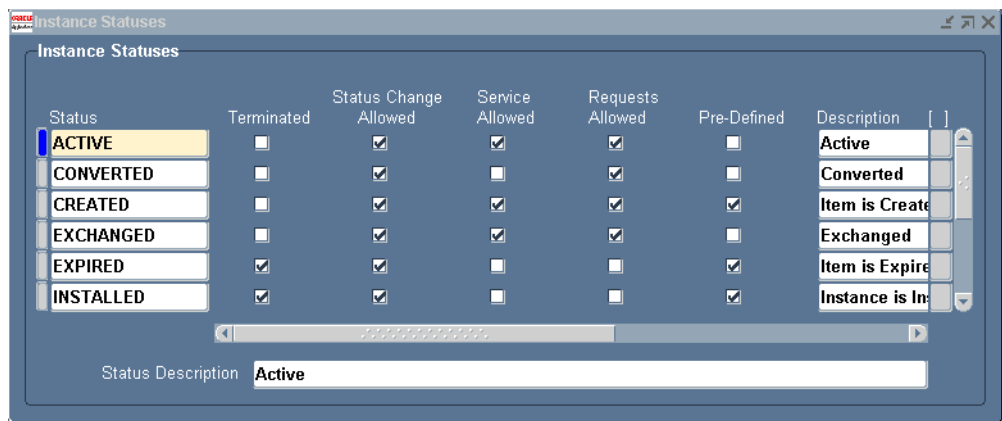 ORACLE
Instance Statuses
Instance Statuses
Status Terminated Status Change Allowed Service Allowed Requests Allowed Pre-Defined Description [ ]
ACTIVE Active
CONVERTED Converted
CREATED Item is Create
EXCHANGED Exchanged
EXPIRED Item is Expire
INSTALLED Instance is In
Status Description Active